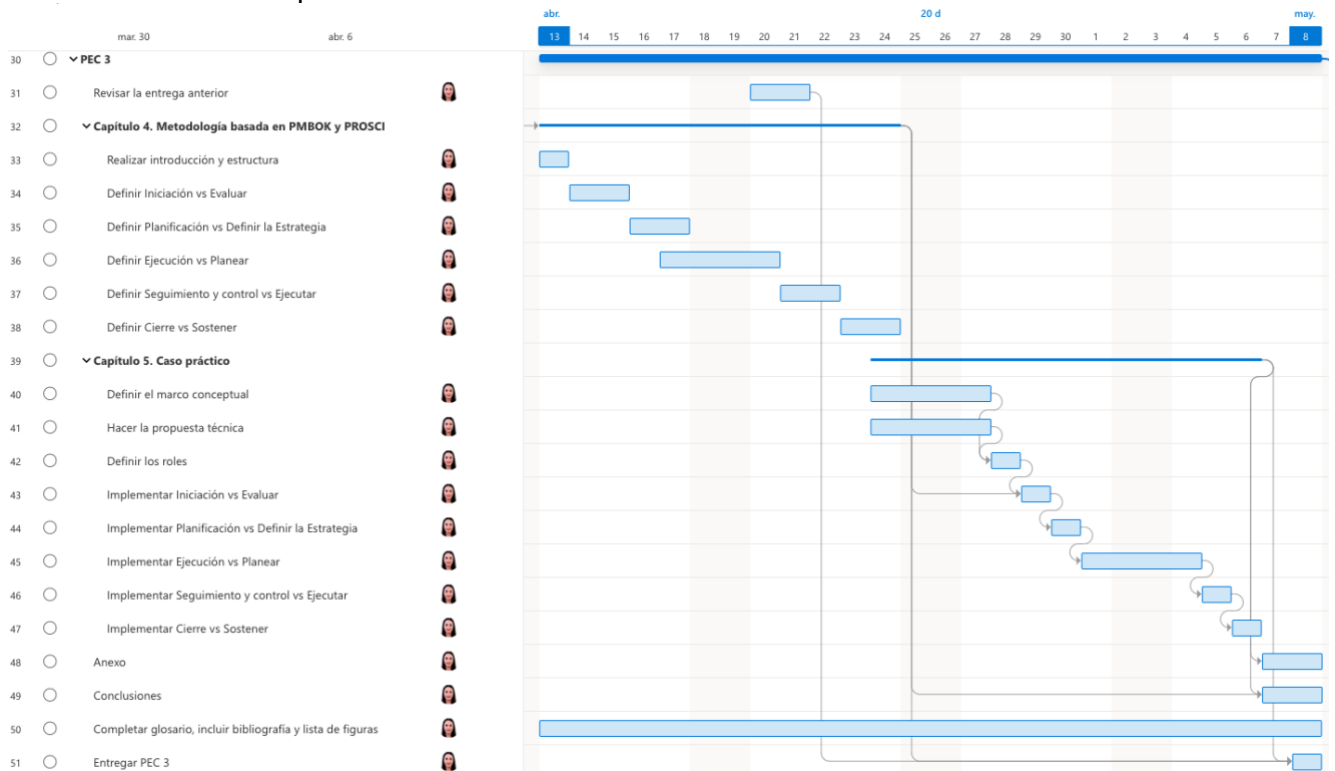 abr. 20 d may.
mar. 30 abr. 6 13 14 15 16 17 18 19 20 21 22 23 24 25 26 27 28 29 30 1 2 3 4 5 6 7 8
30 PEC 3
31 Revisar la entrega anterior
32 Capítulo 4. Metodología basada en PMBOK y PROSCI
33 Realizar introducción y estructura
34 Definir Iniciación vs Evaluar
35 Definir Planificación vs Definir la Estrategia
36 Definir Ejecución vs Planear
37 Definir Seguimiento y control vs Ejecutar
38 Definir Cierre vs Sostener
39 Capítulo 5. Caso práctico
40 Definir el marco conceptual
41 Hacer la propuesta técnica
42 Definir los roles
43 Implementar Iniciación vs Evaluar
44 Implementar Planificación vs Definir la Estrategia
45 Implementar Ejecución vs Planear
46 Implementar Seguimiento y control vs Ejecutar
47 Implementar Cierre vs Sostener
48 Anexo
49 Conclusiones
50 Completar glosario, incluir bibliografía y lista de figuras
51 Entregar PEC 3